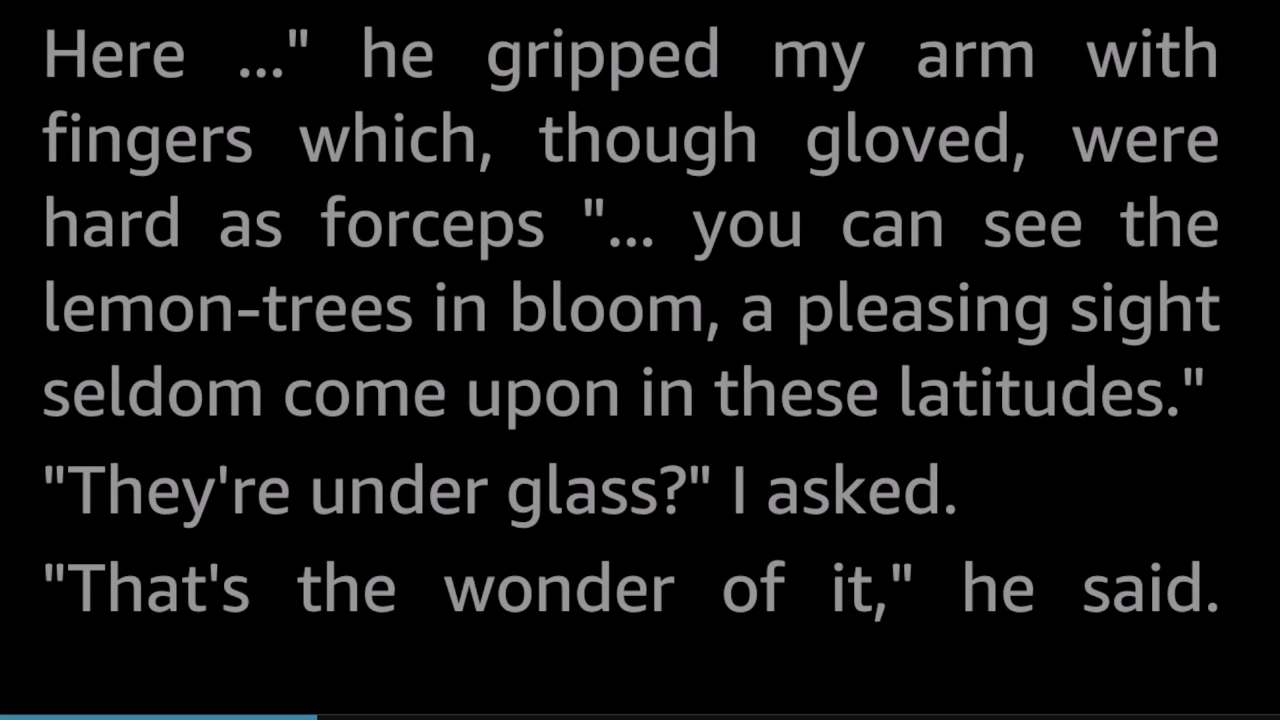 Here ..." he gripped my arm with
fingers which, though gloved, were
hard as forceps "... you can see the
lemon-trees in bloom, a pleasing sight
seldom come upon in these latitudes."
"They're under glass?" I asked.
"That's the wonder of it," he said.